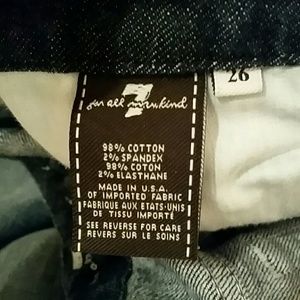 7
for all mankind
26
98% COTTON
2% SPANDEX
98% COTON
2% ELASTHANE
MADE IN U.S.A.
OF IMPORTED FABRIC
FABRIQUE AUX ETATS-UNIS
DE TISSU IMPORTÉ
SEE REVERSE FOR CARE
REVERS SUR LE SOINS